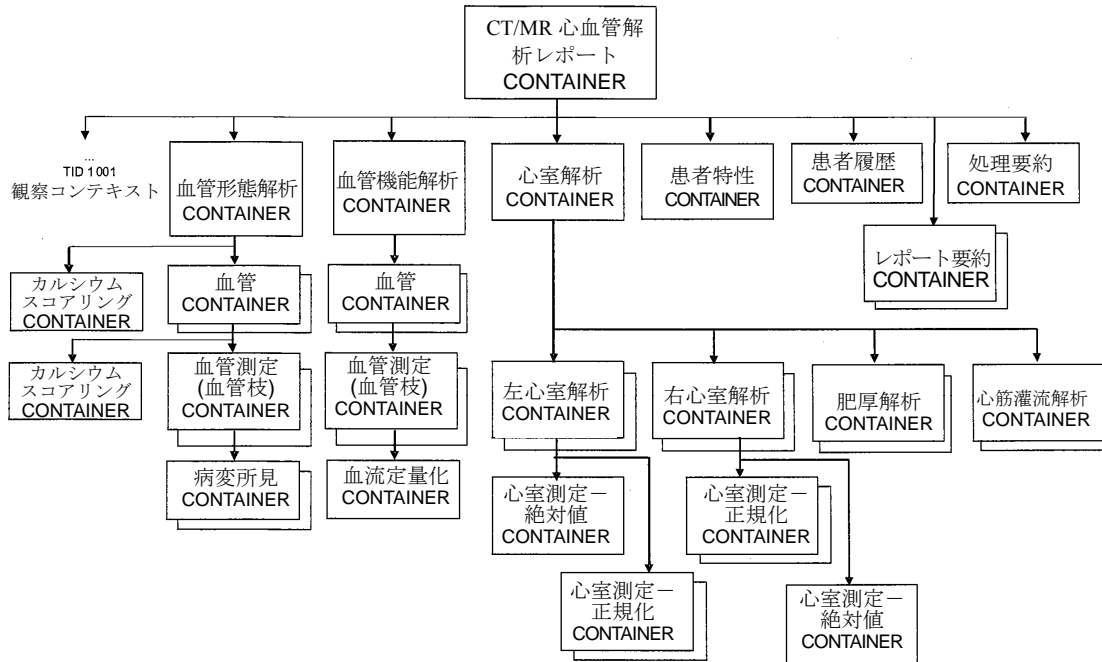 CT/MR 心血管解
析レポート
CONTAINER
...
TID 1001
観察コンテキスト
血管形態解析
CONTAINER
血管機能解析
CONTAINER
心室解析
CONTAINER
患者特性
CONTAINER
患者履歴
CONTAINER
処理要約
CONTAINER
レポート要約
CONTAINER
カルシウム
スコアリング
CONTAINER
血管
CONTAINER
血管
CONTAINER
カルシウム
スコアリング
CONTAINER
血管測定
(血管枝)
CONTAINER
血管測定
(血管枝)
CONTAINER
左心室解析
CONTAINER
右心室解析
CONTAINER
肥厚解析
CONTAINER
心筋灌流解析
CONTAINER
病変所見
CONTAINER
血流定量化
CONTAINER
心室測定－
絶対値
CONTAINER
心室測定－
正規化
CONTAINER
心室測定－
正規化
CONTAINER
心室測定－
絶対値
CONTAINER